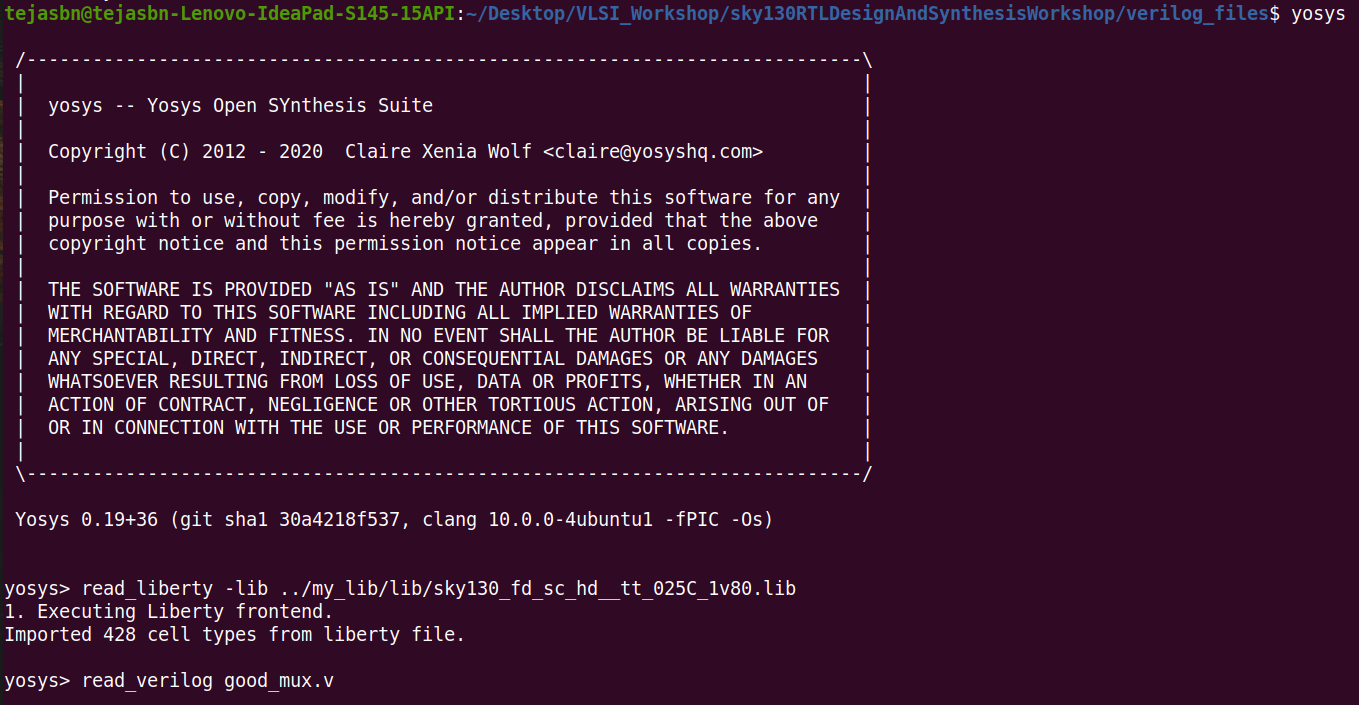 tejasbn@tejasbn-Lenovo-IdeaPad-S145-15API:~/Desktop/VLSI_Workshop/sky130RTLDesignAndSynthesisWorkshop/verilog_files$ yosys
/----------------------------------------------------------------------------\
|                                                                            |
|  yosys -- Yosys Open SYnthesis Suite                                       |
|                                                                            |
|  Copyright (C) 2012 - 2020  Claire Xenia Wolf <claire@yosyshq.com>         |
|                                                                            |
|  Permission to use, copy, modify, and/or distribute this software for any  |
|  purpose with or without fee is hereby granted, provided that the above    |
|  copyright notice and this permission notice appear in all copies.         |
|                                                                            |
|  THE SOFTWARE IS PROVIDED "AS IS" AND THE AUTHOR DISCLAIMS ALL WARRANTIES  |
|  WITH REGARD TO THIS SOFTWARE INCLUDING ALL IMPLIED WARRANTIES OF          |
|  MERCHANTABILITY AND FITNESS. IN NO EVENT SHALL THE AUTHOR BE LIABLE FOR   |
|  ANY SPECIAL, DIRECT, INDIRECT, OR CONSEQUENTIAL DAMAGES OR ANY DAMAGES    |
|  WHATSOEVER RESULTING FROM LOSS OF USE, DATA OR PROFITS, WHETHER IN AN     |
|  ACTION OF CONTRACT, NEGLIGENCE OR OTHER TORTIOUS ACTION, ARISING OUT OF   |
|  OR IN CONNECTION WITH THE USE OR PERFORMANCE OF THIS SOFTWARE.            |
|                                                                            |
\----------------------------------------------------------------------------/
Yosys 0.19+36 (git sha1 30a4218f537, clang 10.0.0-4ubuntu1 -fPIC -Os)
yosys> read_liberty -lib ../my_lib/lib/sky130_fd_sc_hd__tt_025C_1v80.lib
1. Executing Liberty frontend.
Imported 428 cell types from liberty file.
yosys> read_verilog good_mux.v